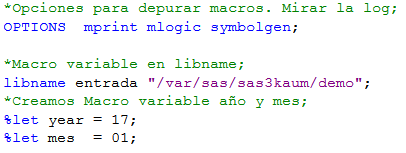 *Opciones para depurar macros. Mirar la log;
OPTIONS  mprint mlogic symbolgen;
*Macro variable en libname;
libname entrada "/var/sas/sas3kaum/demo";
*Creamos Macro variable año y mes;
%let year = 17;
%let mes  = 01;